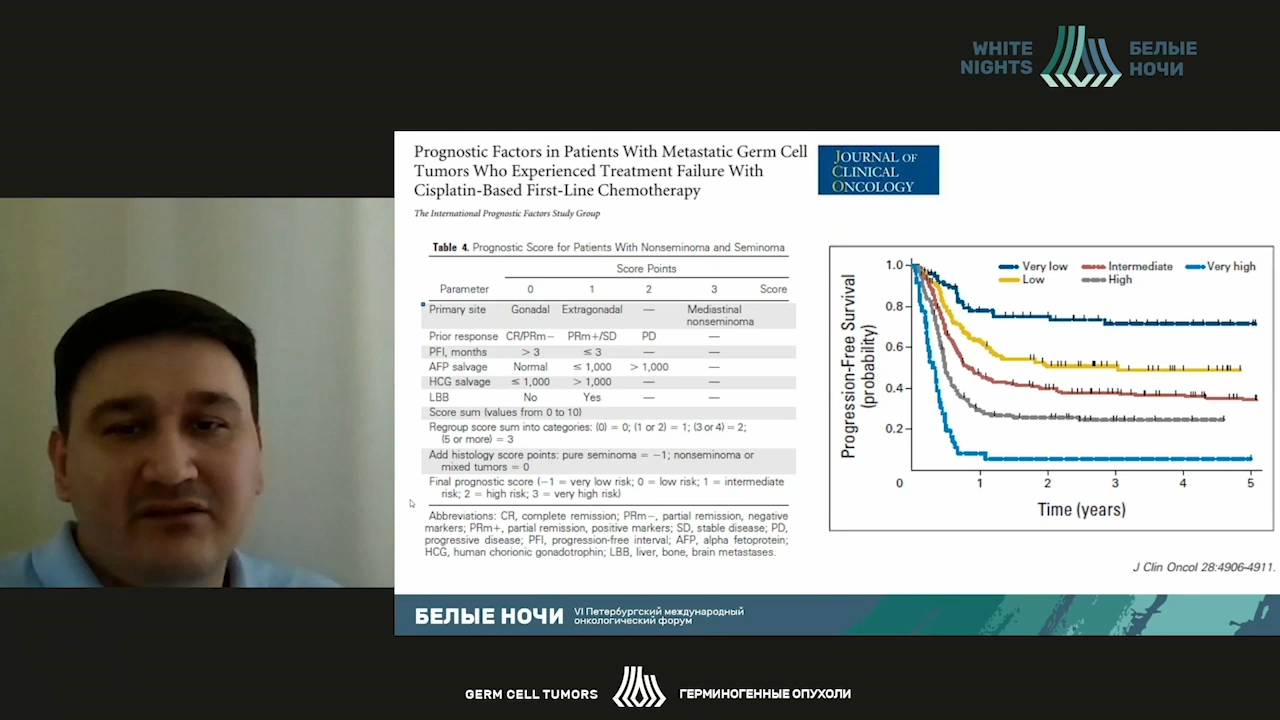 WHITE
NIGHTS
БЕЛЫЕ
НОЧИ
Prognostic Factors in Patients With Metastatic Germ Cell
Tumors Who Experienced Treatment Failure With
Cisplatin-Based First-Line Chemotherapy
The International Prognostic Factors Study Group
JOURNAL OF
CLINICAL
ONCOLOGY
Table 4. Prognostic Score for Patients With Nonseminoma and Seminoma
Score Points
Parameter 0 1 2 3 Score
Primary site Gonadal Extragonadal — Mediastinal
nonseminoma
Prior response CR/PRm− PRm+/SD PD —
PFI, months > 3 ≤ 3 — —
AFP salvage Normal ≤ 1,000 > 1,000 —
HCG salvage ≤ 1,000 > 1,000 — —
LBB No Yes — —
Score sum (values from 0 to 10)
Regroup score sum into categories: (0) = 0; (1 or 2) = 1; (3 or 4) = 2;
(5 or more) = 3
Add histology score points: pure seminoma = −1; nonseminoma or
mixed tumors = 0
Final prognostic score (−1 = very low risk; 0 = low risk; 1 = intermediate
risk; 2 = high risk; 3 = very high risk)
Abbreviations: CR, complete remission; PRm−, partial remission, negative
markers; PRm+, partial remission, positive markers; SD, stable disease; PD,
progressive disease; PFI, progression-free interval; AFP, alpha fetoprotein;
HCG, human chorionic gonadotrophin; LBB, liver, bone, brain metastases.
Very low Intermediate Very high
Low High
Progression-Free Survival
(probability)
1.0
0.8
0.6
0.4
0.2
0 1 2 3 4 5
Time (years)
J Clin Oncol 28:4906-4911.
БЕЛЫЕ НОЧИ
VI Петербургский международный
онкологический форум
GERM CELL TUMORS
ГЕРМИНОГЕННЫЕ ОПУХОЛИ